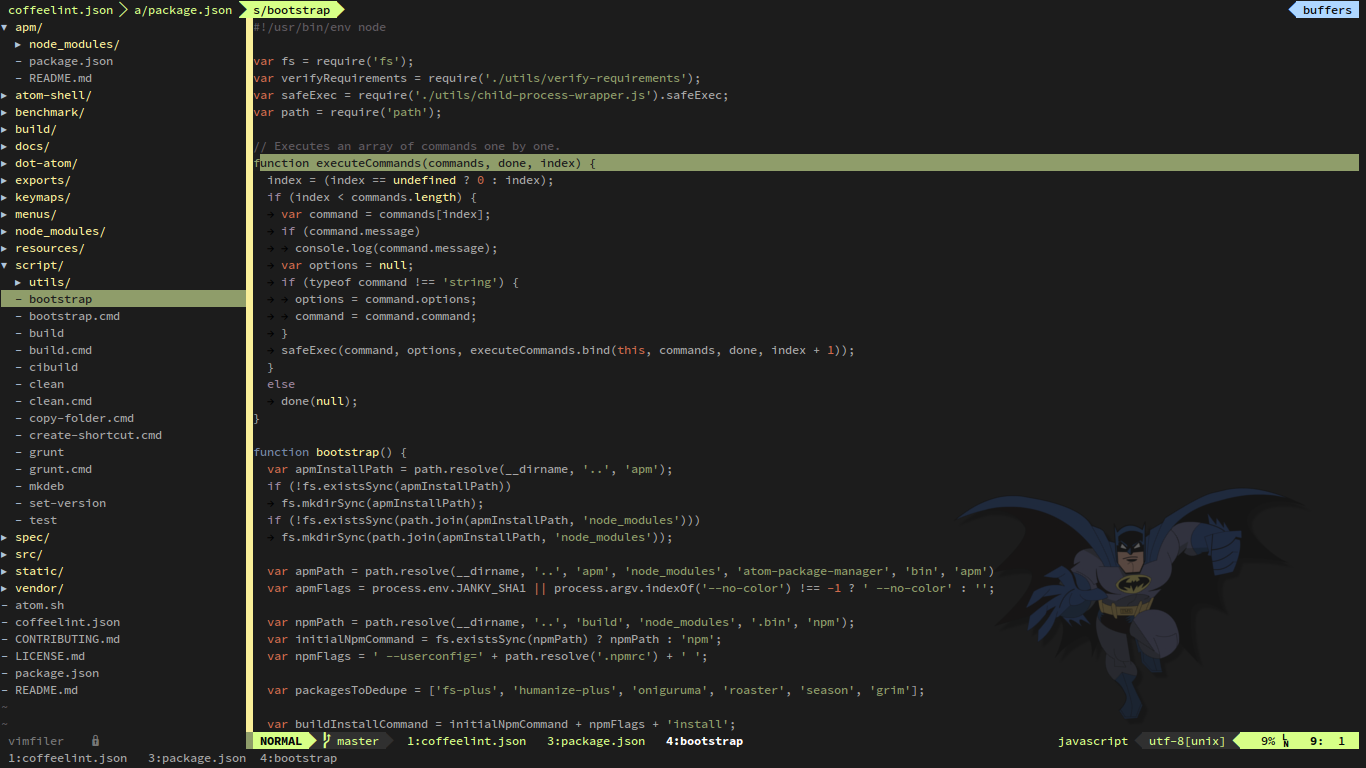 coffeelint.json  a/package.json  s/bootstrap  buffers
▾ apm/
▸ node_modules/
- package.json
- README.md
▸ atom-shell/
▸ benchmark/
▸ build/
▸ docs/
▸ dot-atom/
▸ exports/
▸ keymaps/
▸ menus/
▸ node_modules/
▸ resources/
▾ script/
▸ utils/
- bootstrap
- bootstrap.cmd
- build
- build.cmd
- cibuild
- clean
- clean.cmd
- copy-folder.cmd
- create-shortcut.cmd
- grunt
- grunt.cmd
- mkdeb
- set-version
- test
▸ spec/
▸ src/
▸ static/
▸ vendor/
- atom.sh
- coffeelint.json
- CONTRIBUTING.md
- LICENSE.md
- package.json
- README.md
~
~
#!/usr/bin/env node

var fs = require('fs');
var verifyRequirements = require('./utils/verify-requirements');
var safeExec = require('./utils/child-process-wrapper.js').safeExec;
var path = require('path');

// Executes an array of commands one by one.
function executeCommands(commands, done, index) {
  index = (index == undefined ? 0 : index);
  if (index < commands.length) {
  → var command = commands[index];
  → if (command.message)
  → → console.log(command.message);
  → var options = null;
  → if (typeof command !== 'string') {
  → → options = command.options;
  → → command = command.command;
  → }
  → safeExec(command, options, executeCommands.bind(this, commands, done, index + 1));
  }
  else
  → done(null);
}

function bootstrap() {
  var apmInstallPath = path.resolve(__dirname, '..', 'apm');
  if (!fs.existsSync(apmInstallPath))
  → fs.mkdirSync(apmInstallPath);
  if (!fs.existsSync(path.join(apmInstallPath, 'node_modules')))
  → fs.mkdirSync(path.join(apmInstallPath, 'node_modules'));

  var apmPath = path.resolve(__dirname, '..', 'apm', 'node_modules', 'atom-package-manager', 'bin', 'apm')
  var apmFlags = process.env.JANKY_SHA1 || process.argv.indexOf('--no-color') !== -1 ? ' --no-color' : '';

  var npmPath = path.resolve(__dirname, '..', 'build', 'node_modules', '.bin', 'npm');
  var initialNpmCommand = fs.existsSync(npmPath) ? npmPath : 'npm';
  var npmFlags = ' --userconfig=' + path.resolve('.npmrc') + ' ';

  var packagesToDedupe = ['fs-plus', 'humanize-plus', 'oniguruma', 'roaster', 'season', 'grim'];

  var buildInstallCommand = initialNpmCommand + npmFlags + 'install';
vimfiler  NORMAL  master  1:coffeelint.json  3:package.json  4:bootstrap  javascript  utf-8[unix]  9% LN 9: 1
1:coffeelint.json  3:package.json  4:bootstrap